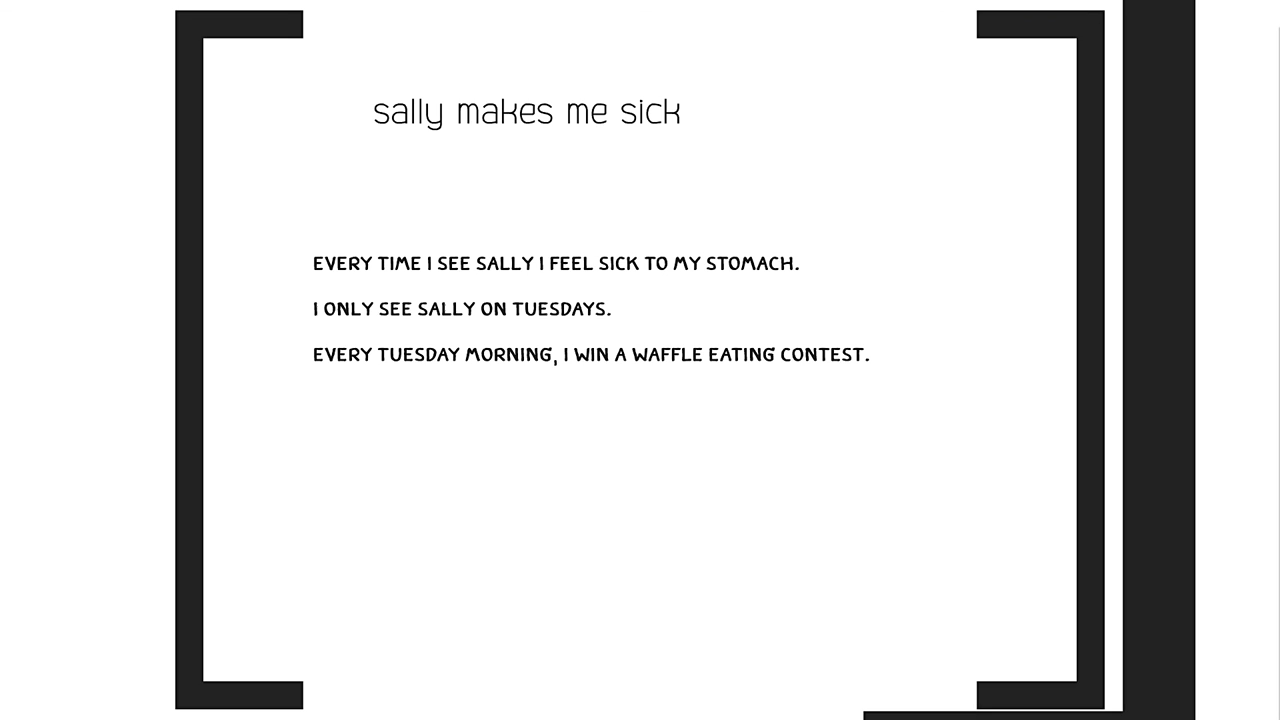 sally makes me sick
EVERY TIME I SEE SALLY I FEEL SICK TO MY STOMACH.
I ONLY SEE SALLY ON TUESDAYS.
EVERY TUESDAY MORNING, I WIN A WAFFLE EATING CONTEST.